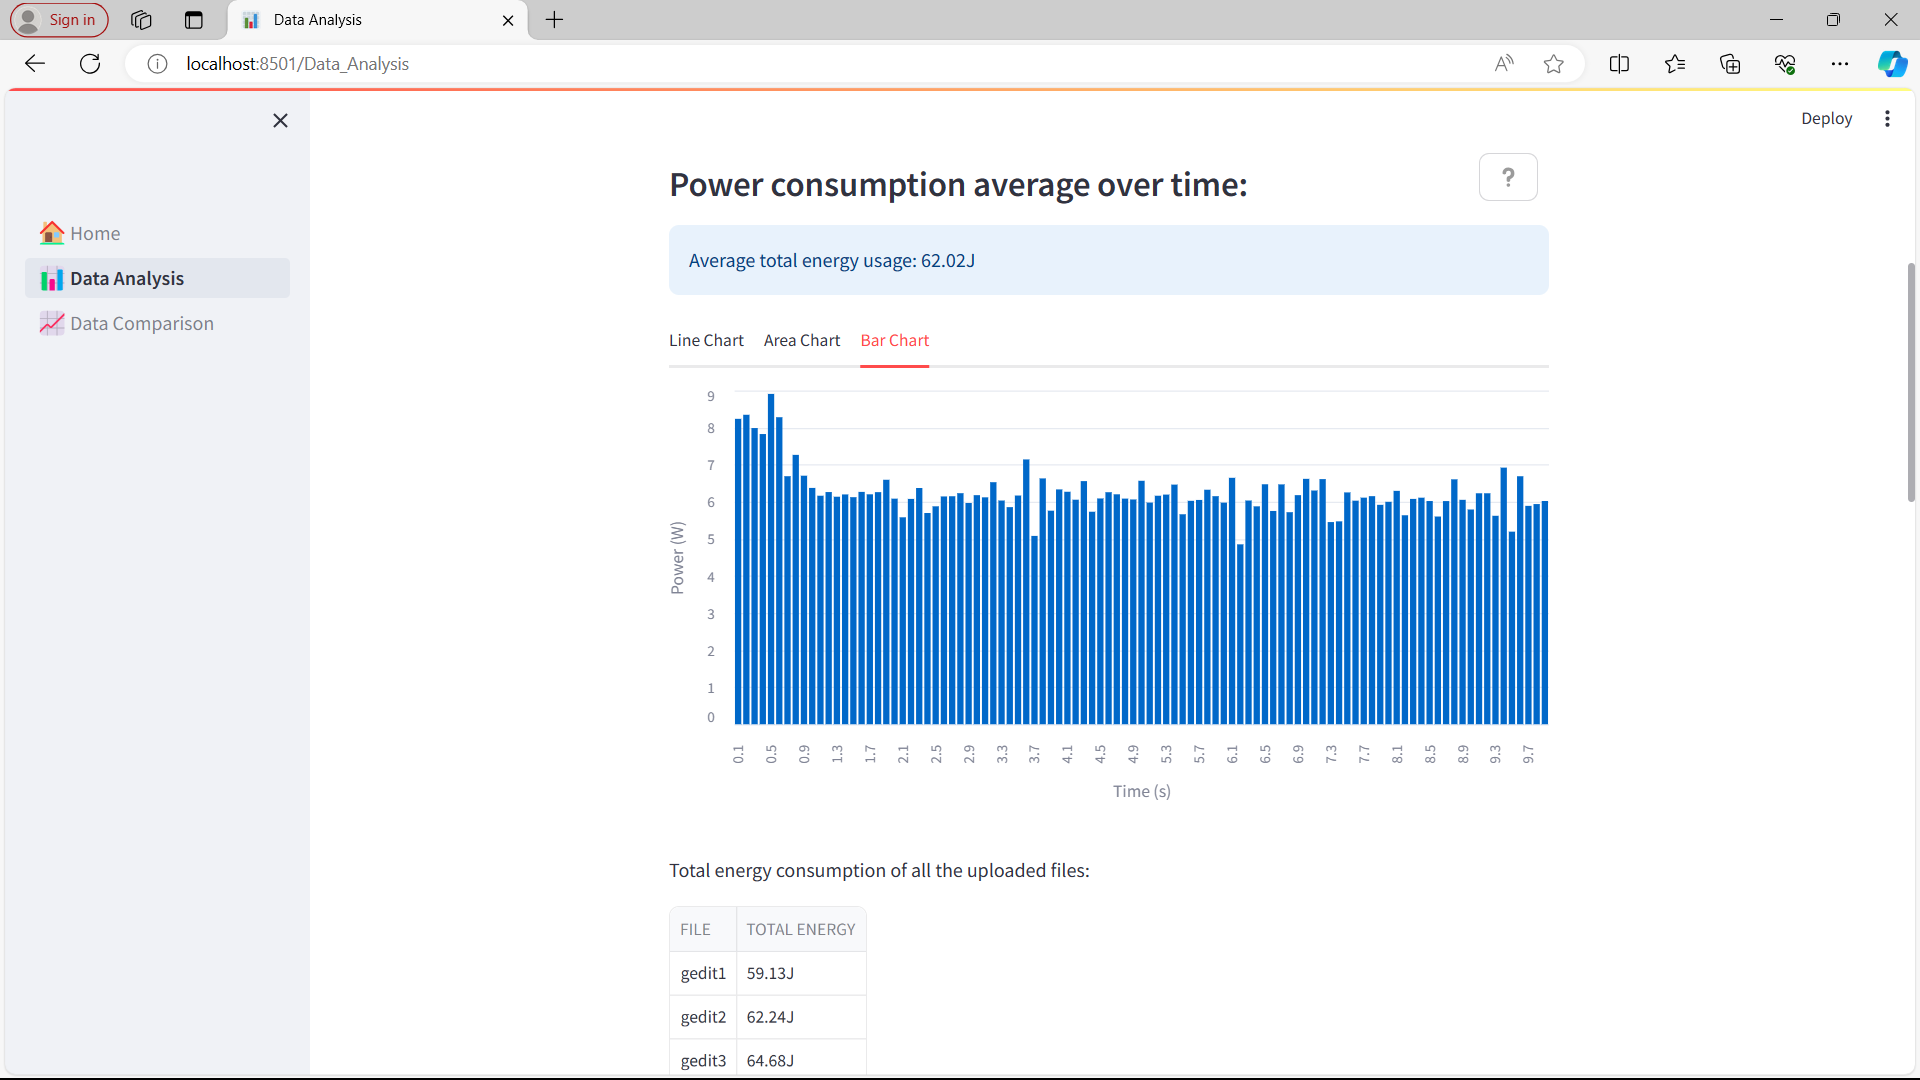 Sign in
Data Analysis
localhost:8501/Data_Analysis
Deploy
Home
Data Analysis
Data Comparison
Power consumption average over time:
?
Average total energy usage: 62.02J
Line Chart Area Chart Bar Chart
9
8
7
6
5
4
3
2
1
0
Power (W)
0.1 0.5 0.9 1.3 1.7 2.1 2.5 2.9 3.3 3.7 4.1 4.5 4.9 5.3 5.7 6.1 6.5 6.9 7.3 7.7 8.1 8.5 8.9 9.3 9.7
Time (s)
Total energy consumption of all the uploaded files:
FILE TOTAL ENERGY
gedit1 59.13J
gedit2 62.24J
gedit3 64.68J